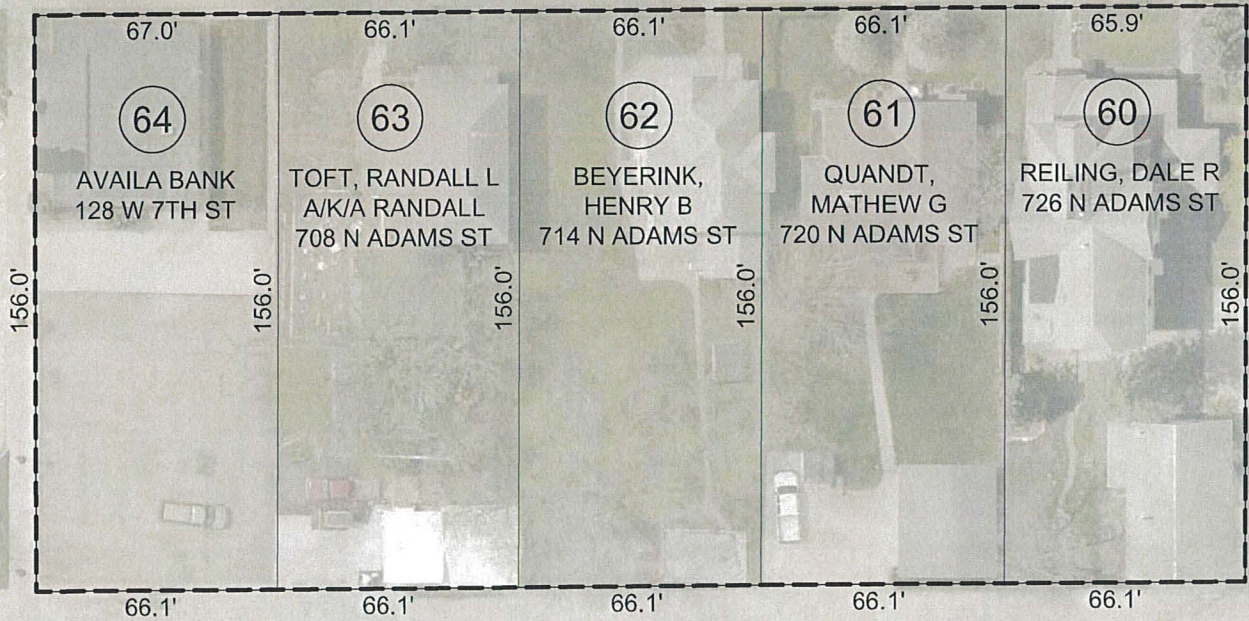 67.0'
66.1'
66.1'
66.1'
65.9'
64
63
62
61
60
AVAILA BANK
128 W 7TH ST
TOFT, RANDALL L
A/K/A RANDALL
708 N ADAMS ST
BEYERINK,
HENRY B
714 N ADAMS ST
QUANDT,
MATHEW G
720 N ADAMS ST
REILING, DALE R
726 N ADAMS ST
156.0'
156.0'
156.0'
156.0'
156.0'
156.0'
66.1'
66.1'
66.1'
66.1'
66.1'